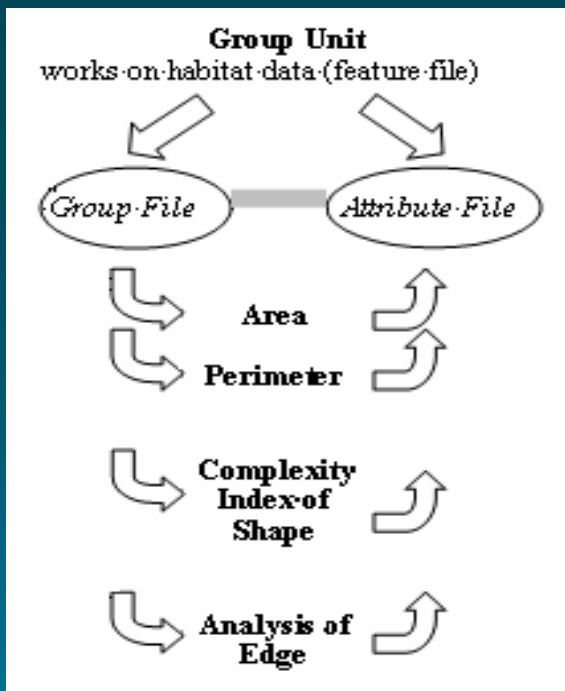 Group Unit
works·on·habitat·data·(feature·file)
Group·File
Attribute·File
Area
Perimeter
Complexity
Index·of
Shape
Analysis of
Edge